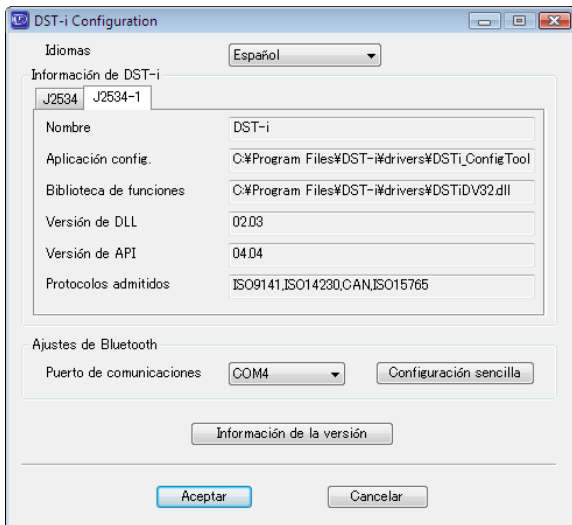 DST-i Configuration
Idiomas Español
Información de DST-i
J2534 J2534-1
Nombre DST-i
Aplicación config. C:¥Program Files¥DST-i¥drivers¥DSTi_ConfigTool
Biblioteca de funciones C:¥Program Files¥DST-i¥drivers¥DSTiDV32.dll
Versión de DLL 02.03
Versión de API 04.04
Protocolos admitidos ISO9141,ISO14230,CAN,ISO15765
Ajustes de Bluetooth
Puerto de comunicaciones COM4 Configuración sencilla
Información de la versión
Aceptar Cancelar